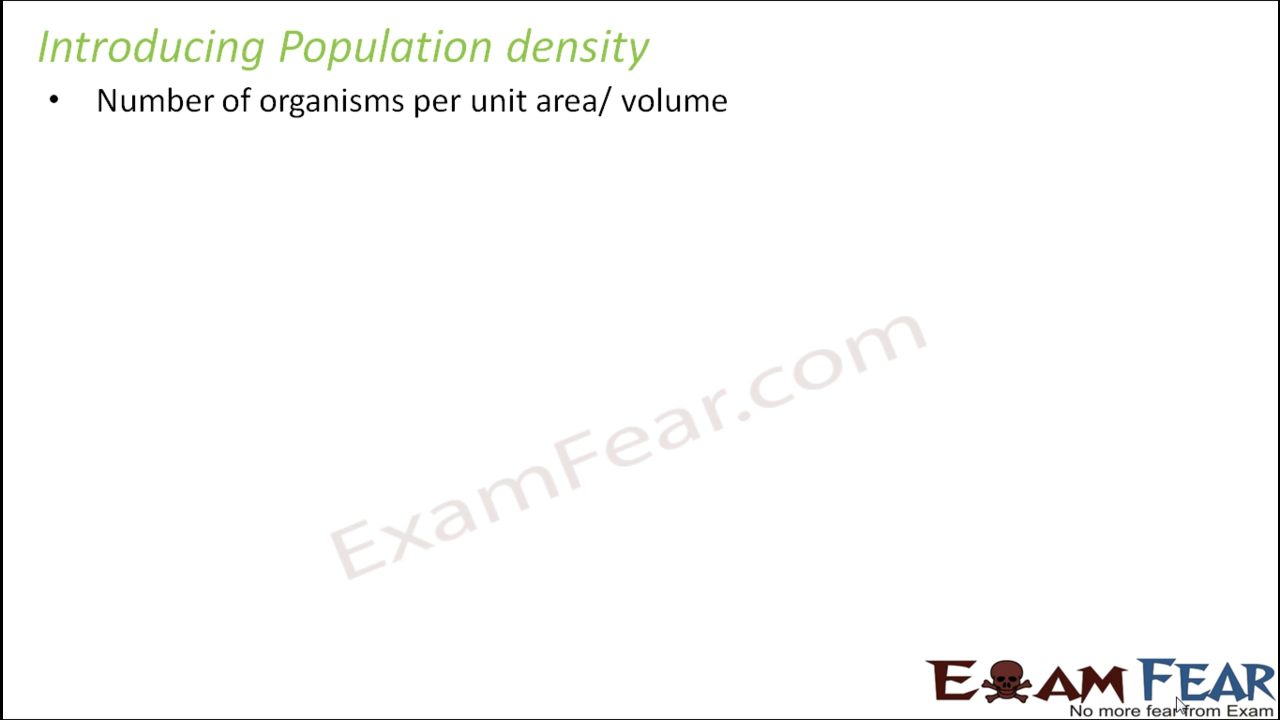 Introducing Population density
• Number of organisms per unit area/ volume
ExamFear.com
EXAM FEAR
No more fear from Exam